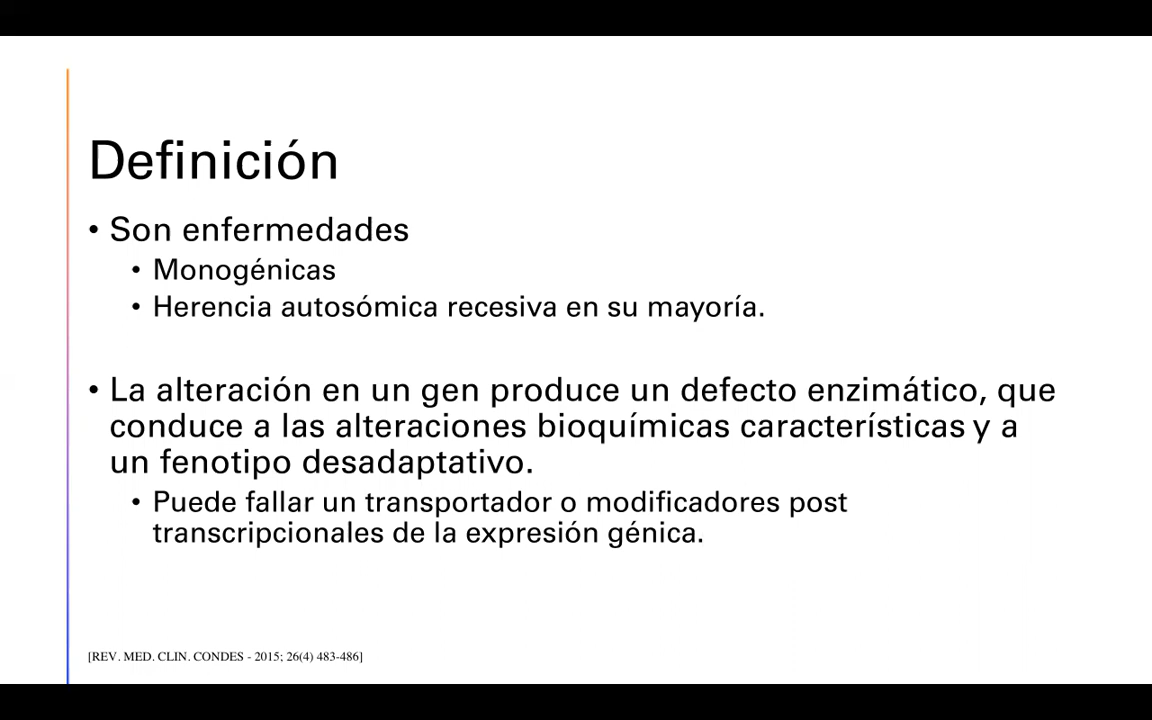 Definición
• Son enfermedades
• Monogénicas
• Herencia autosómica recesiva en su mayoría.
• La alteración en un gen produce un defecto enzimático, que
conduce a las alteraciones bioquímicas características y a
un fenotipo desadaptativo.
• Puede fallar un transportador o modificadores post
transcripcionales de la expresión génica.
[REV. MED. CLIN. CONDES - 2015; 26(4) 483-486]